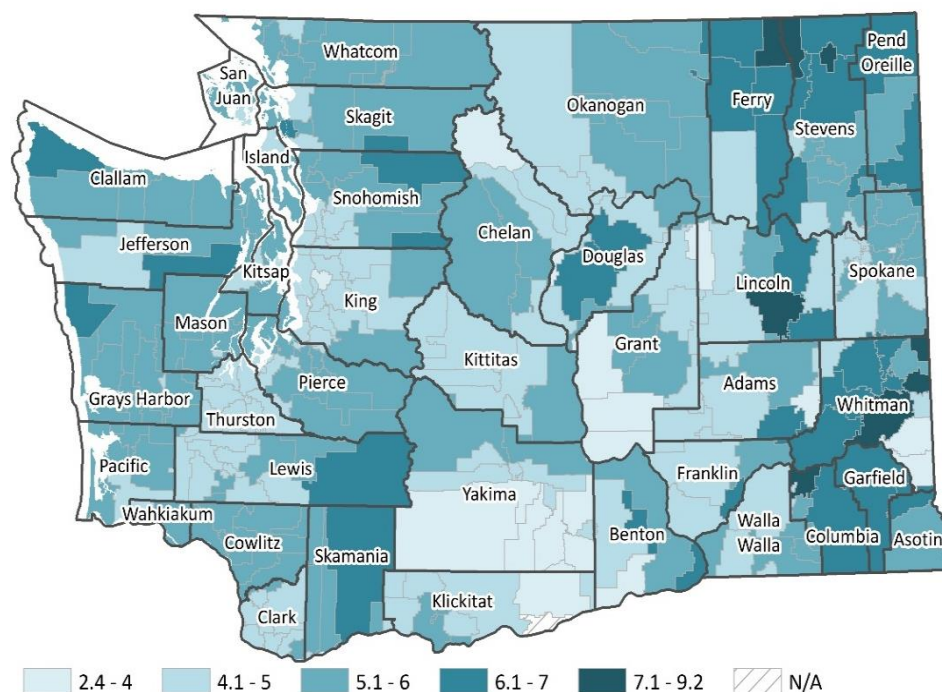 Whatcom
Pend
Oreille
San
Juan
Okanogan
Ferry
Skagit
Stevens
Island
Clallam
Snohomish
Chelan
Jefferson
Douglas
Kitsap
Lincoln
Spokane
King
Mason
Grant
Kittitas
Pierce
Adams
Grays Harbor
Whitman
Thurston
Pacific
Lewis
Franklin
Garfield
Yakima
Wahkiakum
Walla
Walla
Benton
Columbia
Asotin
Cowlitz
Skamania
Klickitat
Clark
2.4 - 4 4.1 - 5 5.1 - 6 6.1 - 7 7.1 - 9.2 N/A